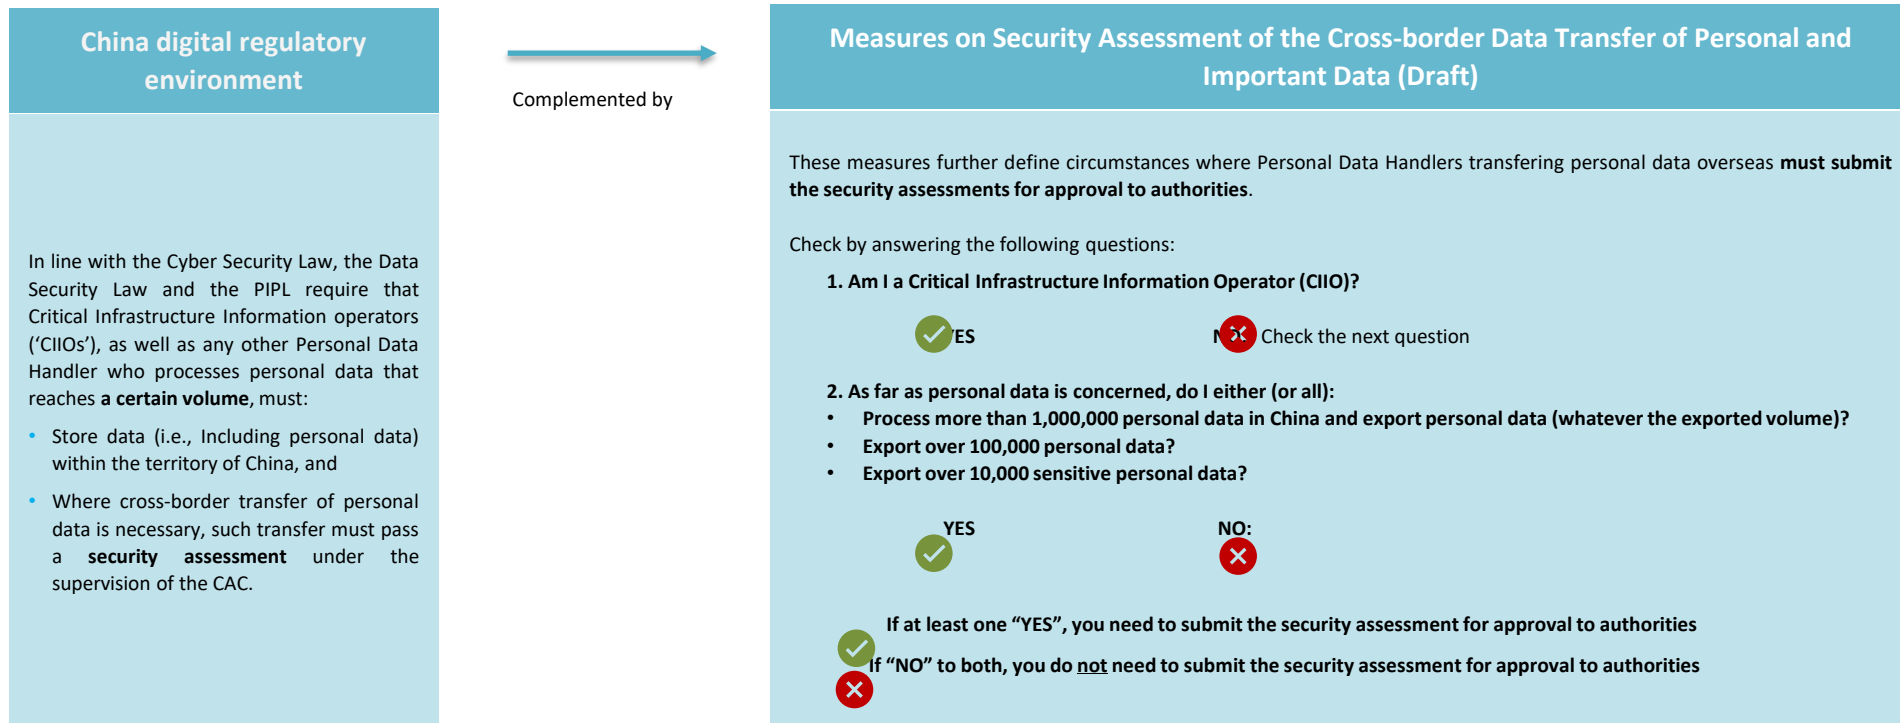 China digital regulatory
environment
In line with the Cyber Security Law, the Data
Security Law and the PIPL require that
Critical Infrastructure Information operators
(‘CIIOs’), as well as any other Personal Data
Handler who processes personal data that
reaches a certain volume, must:
• Store data (i.e., Including personal data)
within the territory of China, and
• Where cross-border transfer of personal
data is necessary, such transfer must pass
a security assessment under the
supervision of the CAC.
Complemented by
Measures on Security Assessment of the Cross-border Data Transfer of Personal and
Important Data (Draft)
These measures further define circumstances where Personal Data Handlers transfering personal data overseas must submit
the security assessments for approval to authorities.
Check by answering the following questions:
1. Am I a Critical Infrastructure Information Operator (CIIO)?
YES NO: Check the next question
2. As far as personal data is concerned, do I either (or all):
• Process more than 1,000,000 personal data in China and export personal data (whatever the exported volume)?
• Export over 100,000 personal data?
• Export over 10,000 sensitive personal data?
YES NO:
If at least one “YES”, you need to submit the security assessment for approval to authorities
If “NO” to both, you do not need to submit the security assessment for approval to authorities